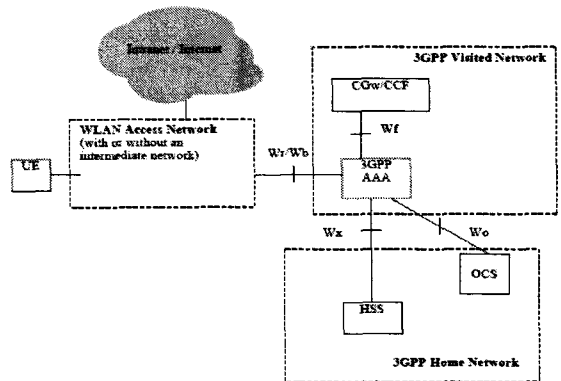 Intranet / Internet
3GPP Visited Network
CGw/CCF
Wf
WLAN Access Network
(with or without an
intermediate network)
UE
Wr/Wb
3GPP
AAA
Wx
Wo
OCS
HSS
3GPP Home Network